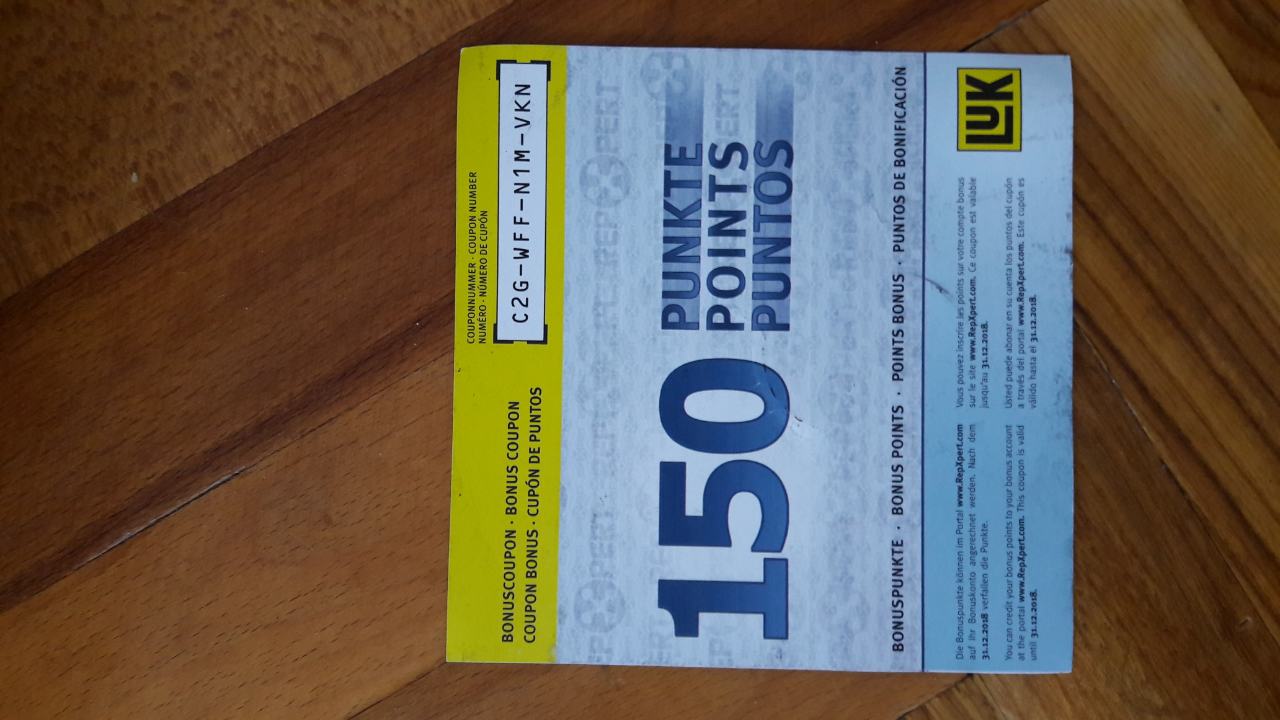 BONUSCOUPON · BONUS COUPON
COUPON BONUS · CUPÓN DE PUNTOS
COUPONNUMMER · COUPON NUMBER
NUMÉRO · NÚMERO DE CUPÓN
C2G-WFF-N1M-VKN
150
PUNKTE
POINTS
PUNTOS
BONUSPUNKTE · BONUS POINTS · POINTS BONUS · PUNTOS DE BONIFICACIÓN
Die Bonuspunkte können im Portal www.RepXpert.com
auf Ihr Bonuskonto angerechnet werden. Nach dem
31.12.2018 verfallen die Punkte.
You can credit your bonus points to your bonus account
at the portal www.RepXpert.com. This coupon is valid
until 31.12.2018.
Vous pouvez inscrire les points sur votre compte bonus
sur le site www.RepXpert.com. Ce coupon est valable
jusqu'au 31.12.2018.
Usted puede abonar en su cuenta los puntos del cupón
a través del portal www.RepXpert.com. Este cupón es
válido hasta el 31.12.2018.
LUK